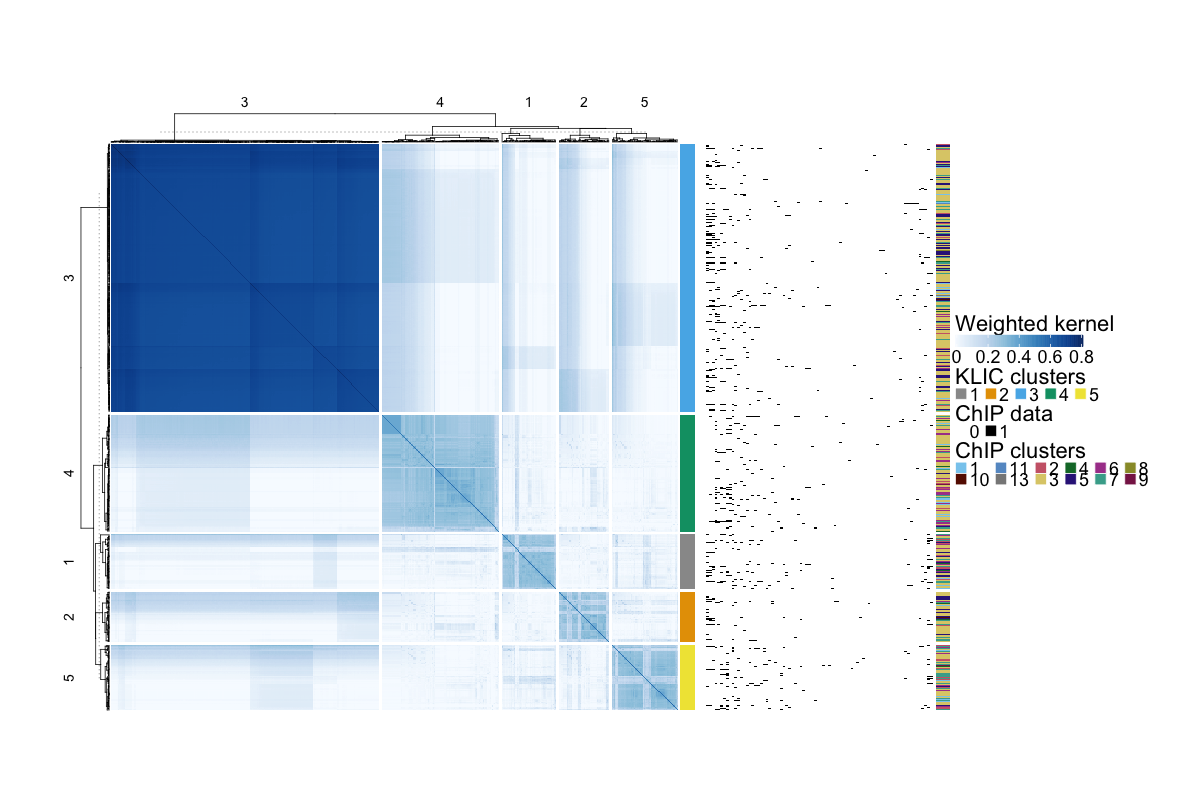 3 4 1 2 5
3
4
1
2
5
Weighted kernel
0 0.2 0.4 0.6 0.8
KLIC clusters
1 2 3 4 5
ChIP data
0 1
ChIP clusters
1 11 2 4 6 8
10 13 3 5 7 9